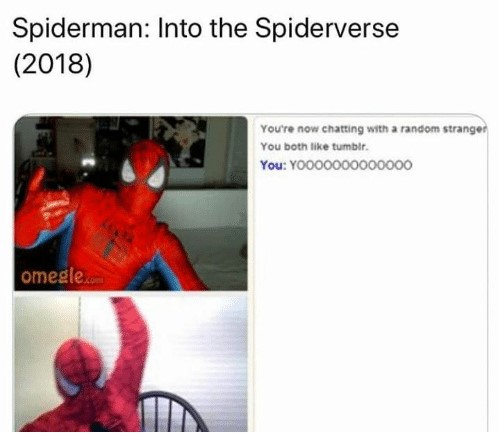 Spiderman: Into the Spiderverse
(2018)
You're now chatting with a random stranger
You both like tumblr.
You: YOOOOOOOOOOOOO
omegle.com